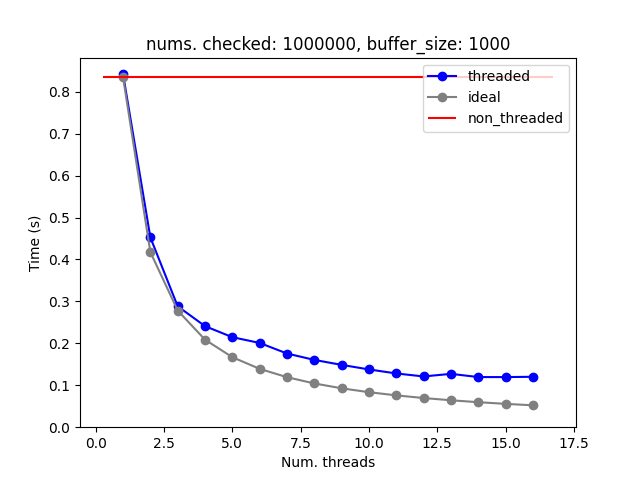 nums. checked: 1000000, buffer_size: 1000
threaded
ideal
non_threaded
Time (s)
0.8
0.7
0.6
0.5
0.4
0.3
0.2
0.1
0.0
0.0 2.5 5.0 7.5 10.0 12.5 15.0 17.5
Num. threads